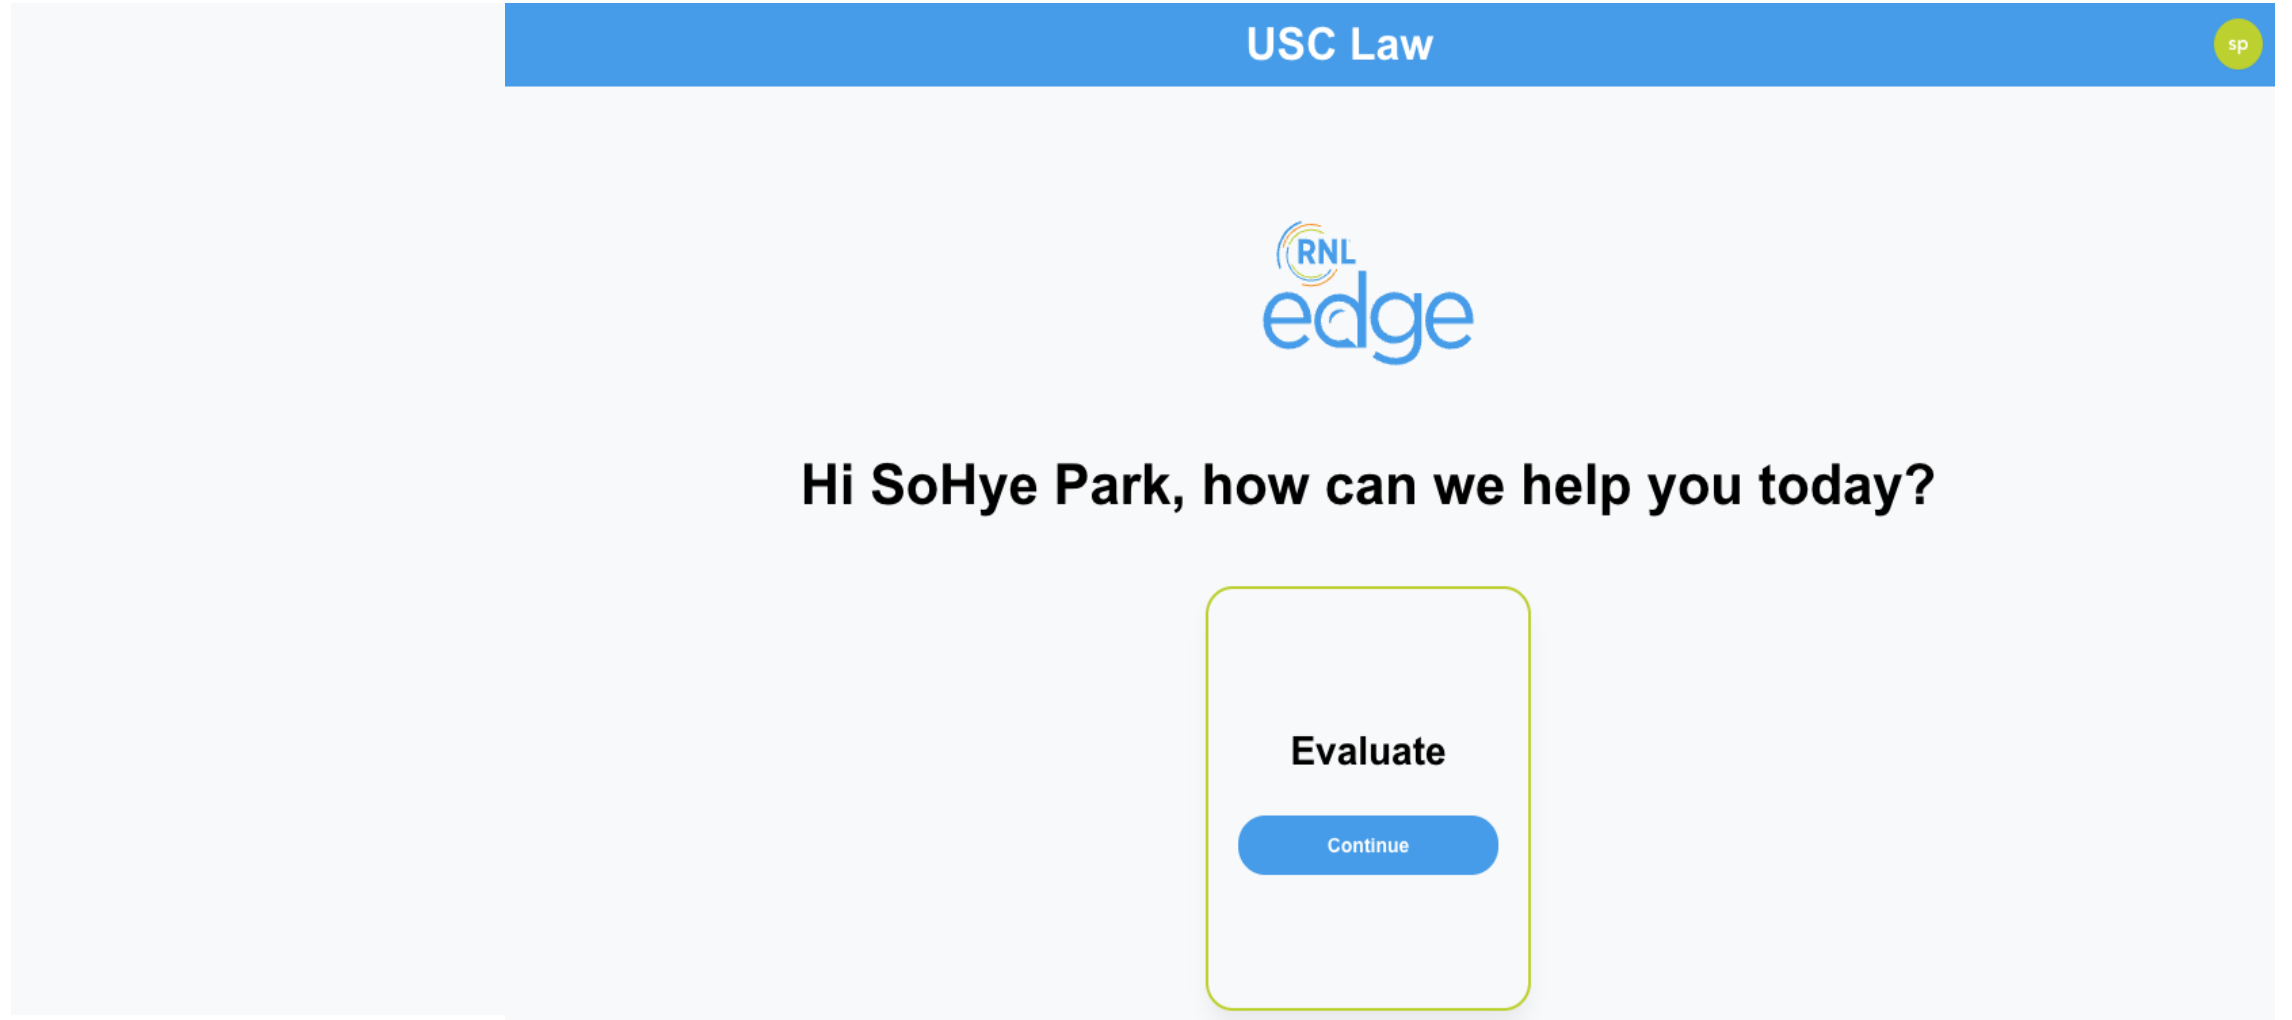 USC Law
sp
RNL
edge
Hi SoHye Park, how can we help you today?
Evaluate
Continue